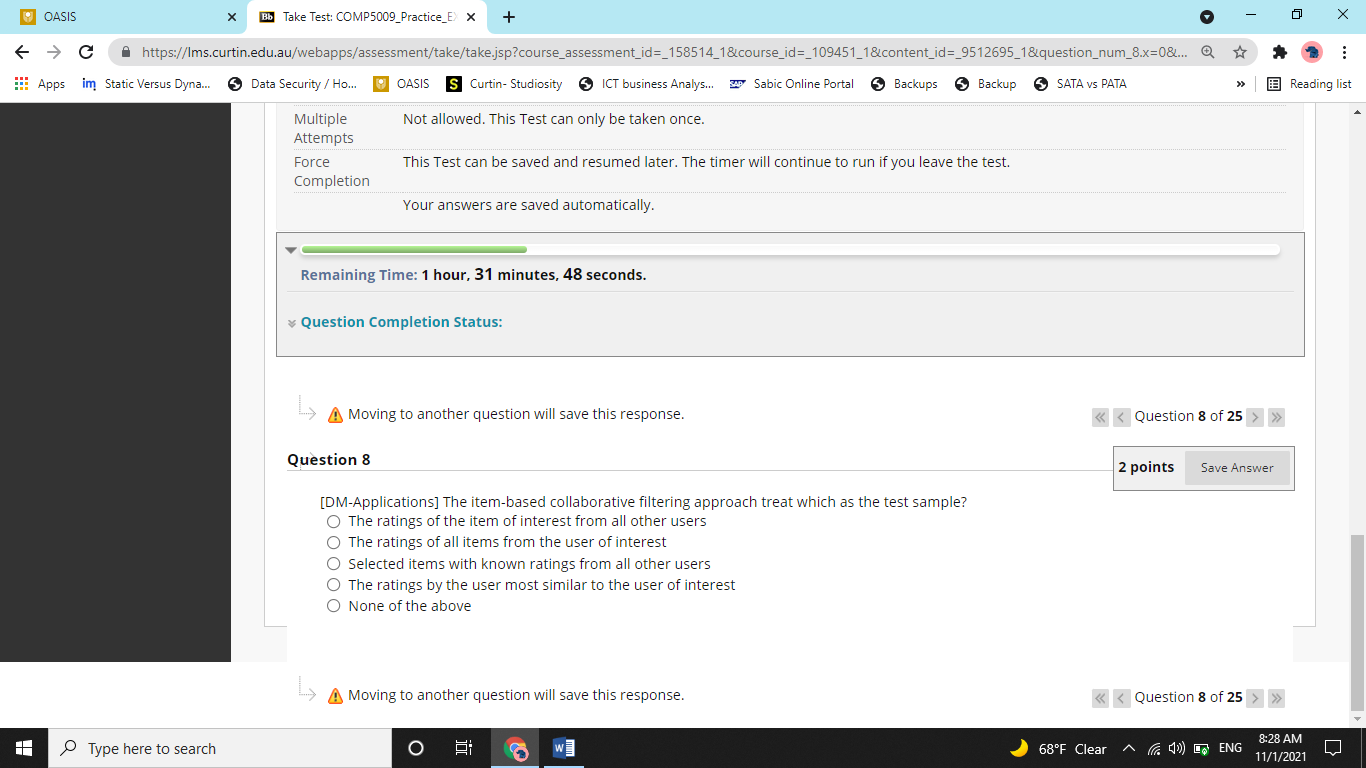 OASIS
Take Test: COMP5009_Practice_E
https://lms.curtin.edu.au/webapps/assessment/take/take.jsp?course_assessment_id=_158514_1&course_id=_109451_1&content_id=_9512695_1&question_num_8.x=0&...
Apps
im Static Versus Dyna...
Data Security / Ho...
OASIS
S Curtin- Studiosity
ICT business Analys...
SAP Sabic Online Portal
Backups
Backup
SATA vs PATA
»
Reading list
Multiple Attempts Not allowed. This Test can only be taken once.
Force Completion This Test can be saved and resumed later. The timer will continue to run if you leave the test.
Your answers are saved automatically.
Remaining Time: 1 hour, 31 minutes, 48 seconds.
Question Completion Status:
Moving to another question will save this response.
Question 8 of 25
Question 8
2 points Save Answer
[DM-Applications] The item-based collaborative filtering approach treat which as the test sample?
The ratings of the item of interest from all other users
The ratings of all items from the user of interest
Selected items with known ratings from all other users
The ratings by the user most similar to the user of interest
None of the above
Moving to another question will save this response.
Question 8 of 25
Type here to search
68°F Clear
ENG
8:28 AM
11/1/2021